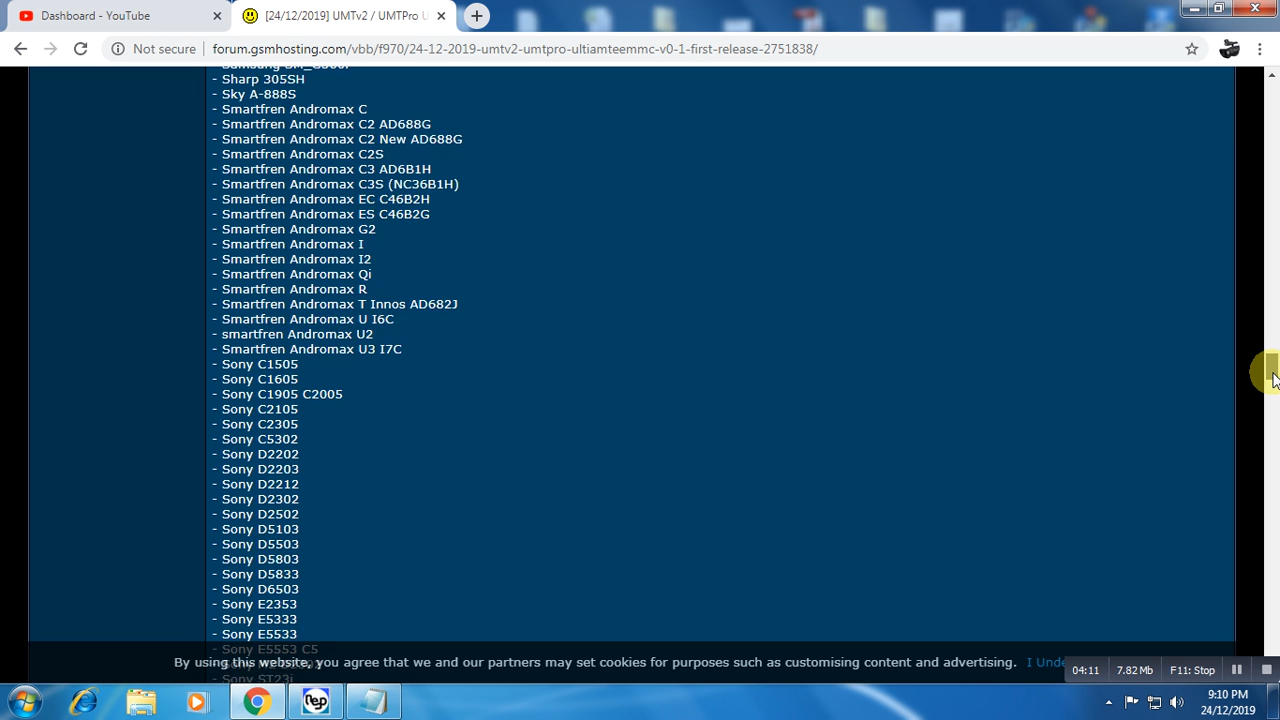 Dashboard - YouTube
[24/12/2019] UMTv2 / UMTPro U
Not secure
forum.gsmhosting.com/vbb/f970/24-12-2019-umtv2-umtpro-ultiamteemmc-v0-1-first-release-2751838/
- Sharp 305SH
- Sky A-888S
- Smartfren Andromax C
- Smartfren Andromax C2 AD688G
- Smartfren Andromax C2 New AD688G
- Smartfren Andromax C2S
- Smartfren Andromax C3 AD6B1H
- Smartfren Andromax C3S (NC36B1H)
- Smartfren Andromax EC C46B2H
- Smartfren Andromax ES C46B2G
- Smartfren Andromax G2
- Smartfren Andromax I
- Smartfren Andromax I2
- Smartfren Andromax Qi
- Smartfren Andromax R
- Smartfren Andromax T Innos AD682J
- Smartfren Andromax U I6C
- smartfren Andromax U2
- Smartfren Andromax U3 I7C
- Sony C1505
- Sony C1605
- Sony C1905 C2005
- Sony C2105
- Sony C2305
- Sony C5302
- Sony D2202
- Sony D2203
- Sony D2212
- Sony D2302
- Sony D2502
- Sony D5103
- Sony D5503
- Sony D5803
- Sony D5833
- Sony D6503
- Sony E2353
- Sony E5333
- Sony E5533
- Sony E5553 C5
By using this website, you agree that we and our partners may set cookies for purposes such as customising content and advertising. I Unde
- Sony ST23i
04:11 7.82 Mb F11: Stop
9:10 PM
24/12/2019